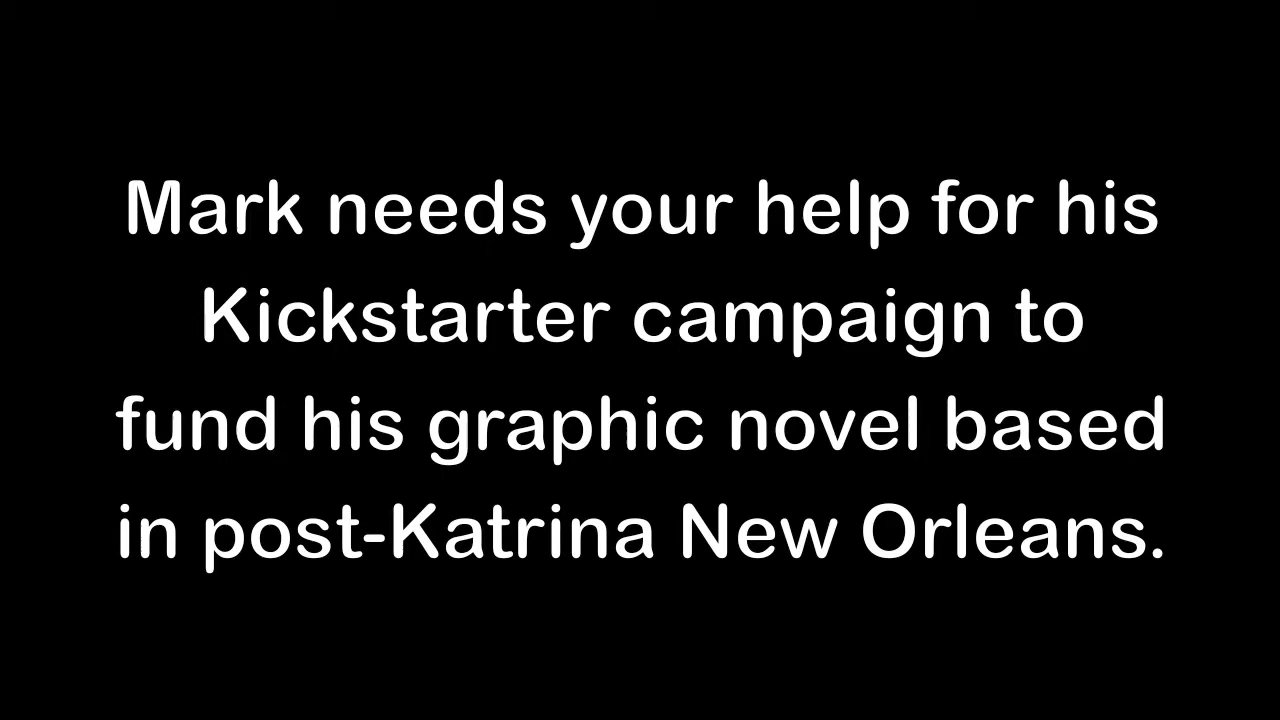 Mark needs your help for his
Kickstarter campaign to
fund his graphic novel based
in post-Katrina New Orleans.